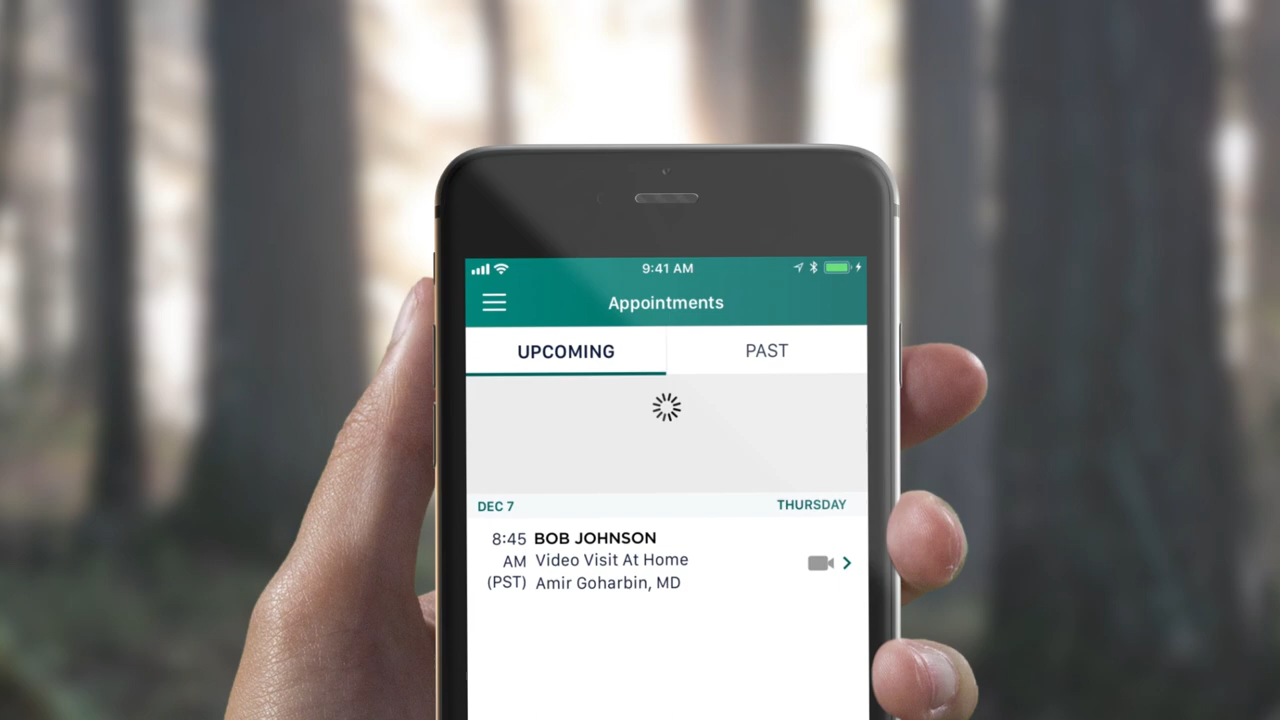 9:41 AM
Appointments
UPCOMING PAST
DEC 7 THURSDAY
8:45 BOB JOHNSON
AM Video Visit At Home
(PST) Amir Goharbin, MD